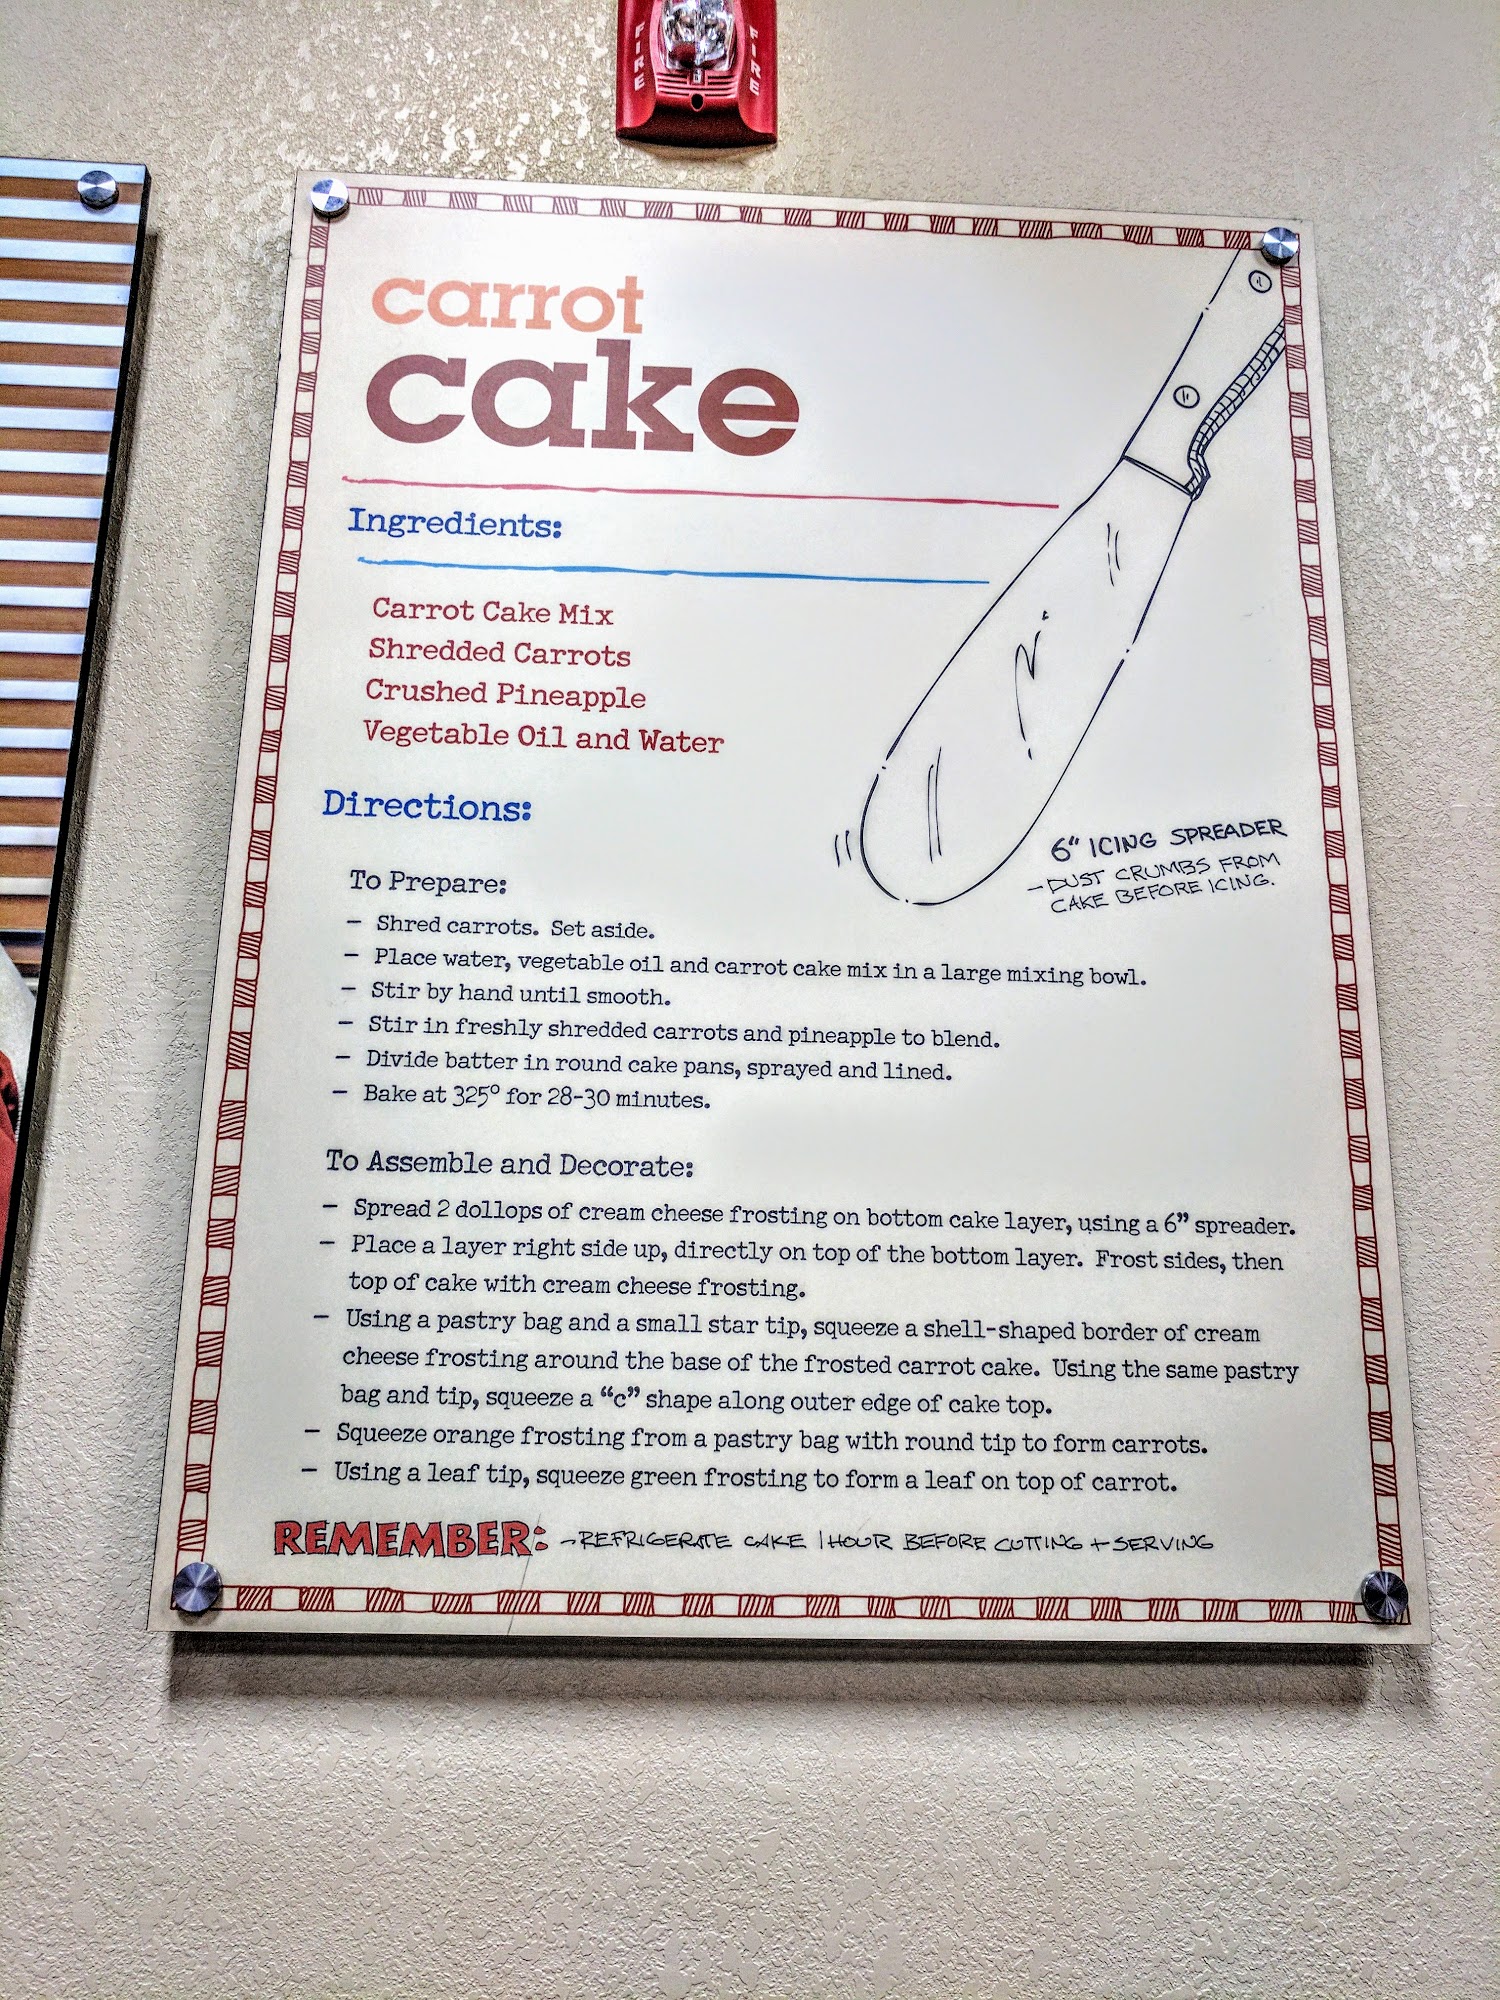 FIRE
FIRE
carrot
cake
Ingredients:
Carrot Cake Mix
Shredded Carrots
Crushed Pineapple
Vegetable Oil and Water
6" ICING SPREADER
- DUST CRUMBS FROM
CAKE BEFORE ICING.
Directions:
To Prepare:
- Shred carrots. Set aside.
- Place water, vegetable oil and carrot cake mix in a large mixing bowl.
- Stir by hand until smooth.
- Stir in freshly shredded carrots and pineapple to blend.
- Divide batter in round cake pans, sprayed and lined.
- Bake at 325° for 28-30 minutes.
To Assemble and Decorate:
- Spread 2 dollops of cream cheese frosting on bottom cake layer, using a 6" spreader.
- Place a layer right side up, directly on top of the bottom layer. Frost sides, then
top of cake with cream cheese frosting.
- Using a pastry bag and a small star tip, squeeze a shell-shaped border of cream
cheese frosting around the base of the frosted carrot cake. Using the same pastry
bag and tip, squeeze a "c" shape along outer edge of cake top.
- Squeeze orange frosting from a pastry bag with round tip to form carrots.
- Using a leaf tip, squeeze green frosting to form a leaf on top of carrot.
REMEMBER: - REFRIGERATE CAKE 1 HOUR BEFORE CUTTING + SERVING